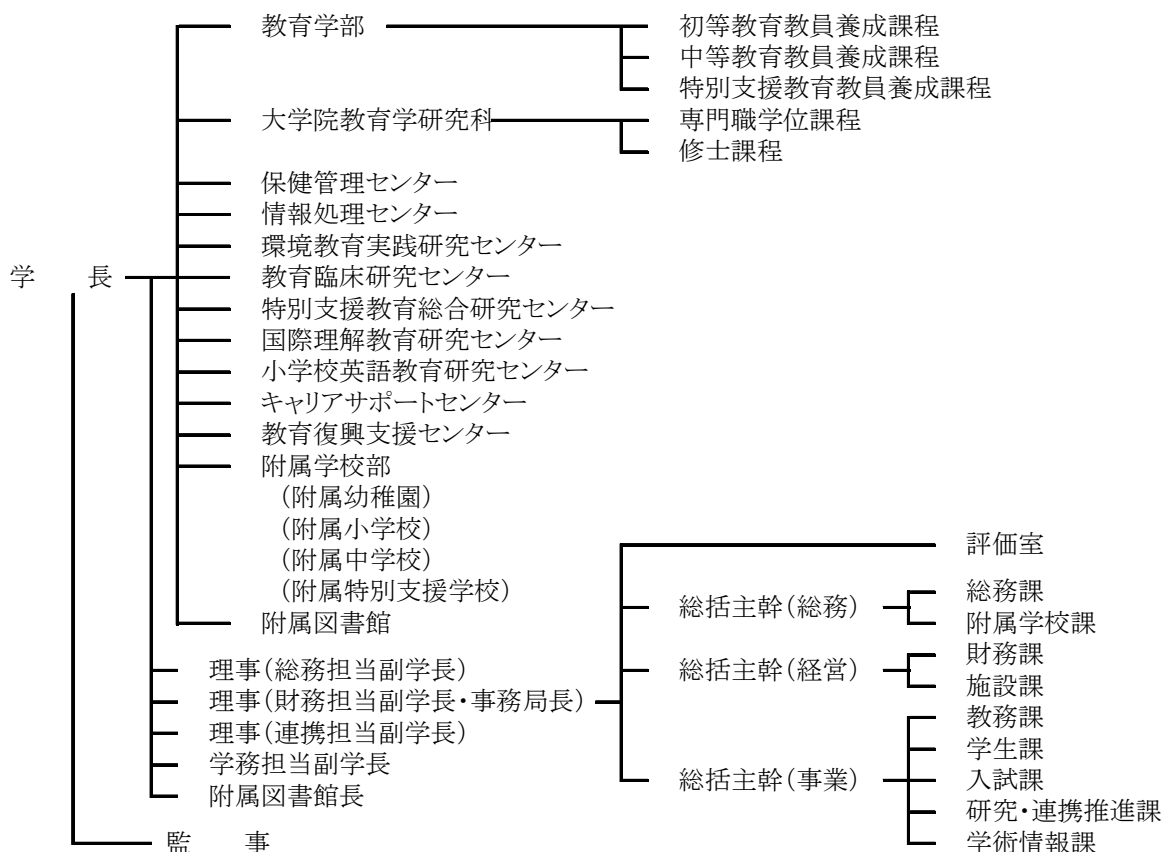 教育学部
初等教育教員養成課程
中等教育教員養成課程
特別支援教育教員養成課程
大学院教育学研究科
専門職学位課程
修士課程
保健管理センター
情報処理センター
環境教育実践研究センター
学　長
教育臨床研究センター
特別支援教育総合研究センター
国際理解教育研究センター
小学校英語教育研究センター
キャリアサポートセンター
教育復興支援センター
附属学校部
(附属幼稚園)
(附属小学校)
(附属中学校)
(附属特別支援学校)
附属図書館
理事(総務担当副学長)
理事(財務担当副学長・事務局長)
理事(連携担当副学長)
学務担当副学長
附属図書館長
評価室
総括主幹(総務)
総務課
附属学校課
総括主幹(経営)
財務課
施設課
総括主幹(事業)
教務課
学生課
入試課
研究・連携推進課
学術情報課
監　事